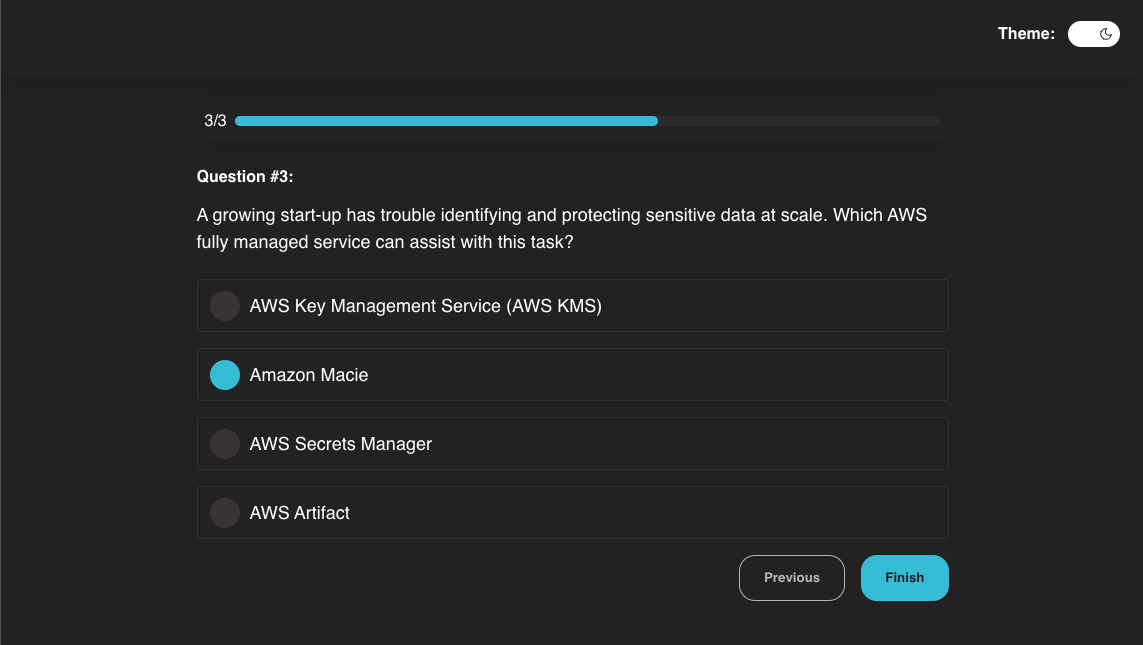 Theme:
3/3
Question #3:
A growing start-up has trouble identifying and protecting sensitive data at scale. Which AWS
fully managed service can assist with this task?
AWS Key Management Service (AWS KMS)
Amazon Macie
AWS Secrets Manager
AWS Artifact
Previous
Finish